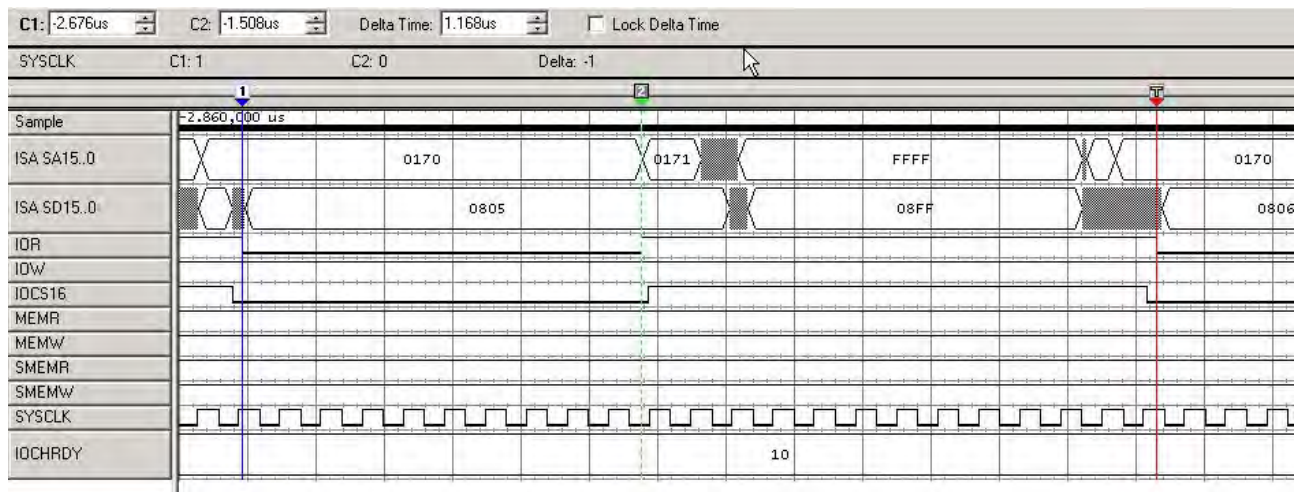 C1: -2.676us C2: -1.508us Delta Time: 1.168us Lock Delta Time
SYSCLK C1: 1 C2: 0 Delta: -1
1 2 T
Sample -2.860,000 us
ISA SA15..0 0170 0171 FFFF 0170
ISA SD15..0 0805 08FF 0806
IOR
IOW
IOCS16
MEMR
MEMW
SMEMR
SMEMW
SYSCLK
IOCHRDY 10